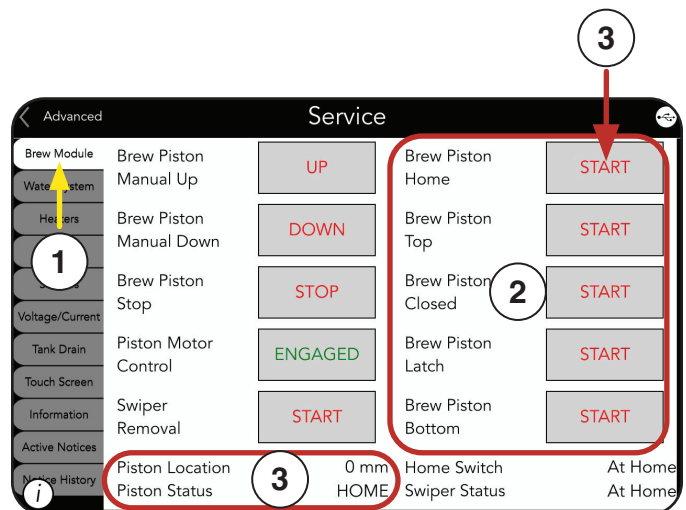 3
Advanced
Service
Brew Module
Water System
Heaters
Voltage/Current
Tank Drain
Touch Screen
Information
Active Notices
Notice History
i
1
Brew Piston
Manual Up
UP
Brew Piston
Manual Down
DOWN
Brew Piston
Stop
STOP
Piston Motor
Control
ENGAGED
Swiper
Removal
START
Brew Piston
Home
START
Brew Piston
Top
START
Brew Piston
Closed
2
START
Brew Piston
Latch
START
Brew Piston
Bottom
START
Piston Location 0 mm
Piston Status HOME
3
Home Switch At Home
Swiper Status At Home